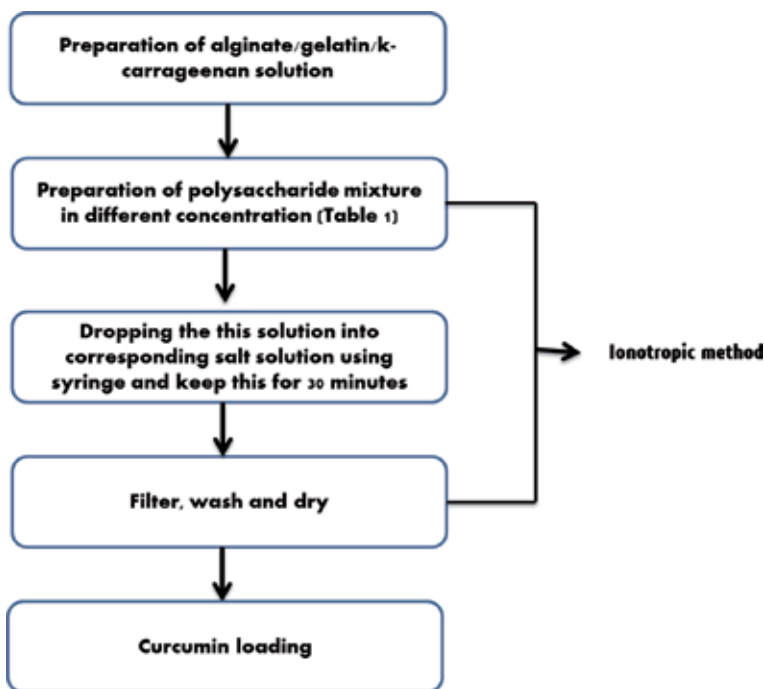 Preparation of alginate/gelatin/k-
carrageenan solution
Preparation of polysaccharide mixture
in different concentration (Table 1)
Dropping the this solution into
corresponding salt solution using
syringe and keep this for 30 minutes
Ionotropic method
Filter, wash and dry
Curcumin loading